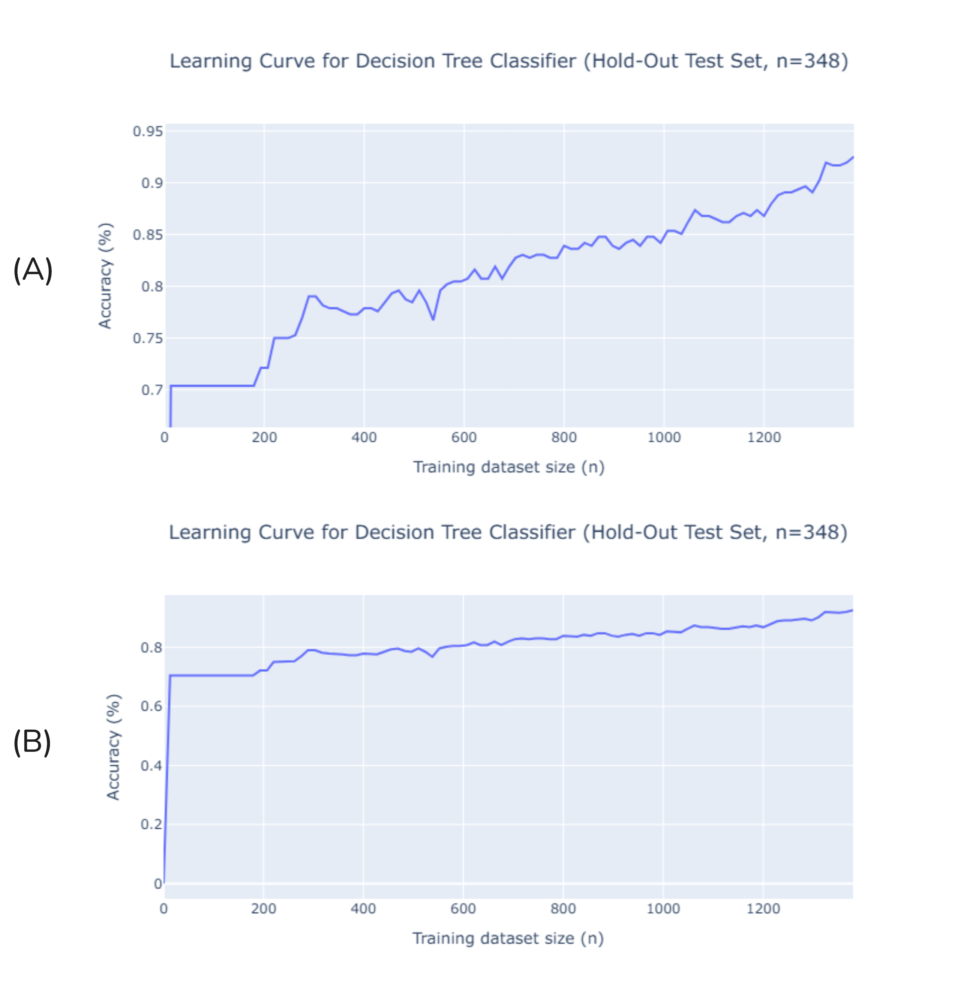 Learning Curve for Decision Tree Classifier (Hold-Out Test Set, n=348)
(A)
Accuracy (%)
0.95
0.9
0.85
0.8
0.75
0.7
0 200 400 600 800 1000 1200
Training dataset size (n)
Learning Curve for Decision Tree Classifier (Hold-Out Test Set, n=348)
(B)
Accuracy (%)
0.8
0.6
0.4
0.2
0
0 200 400 600 800 1000 1200
Training dataset size (n)